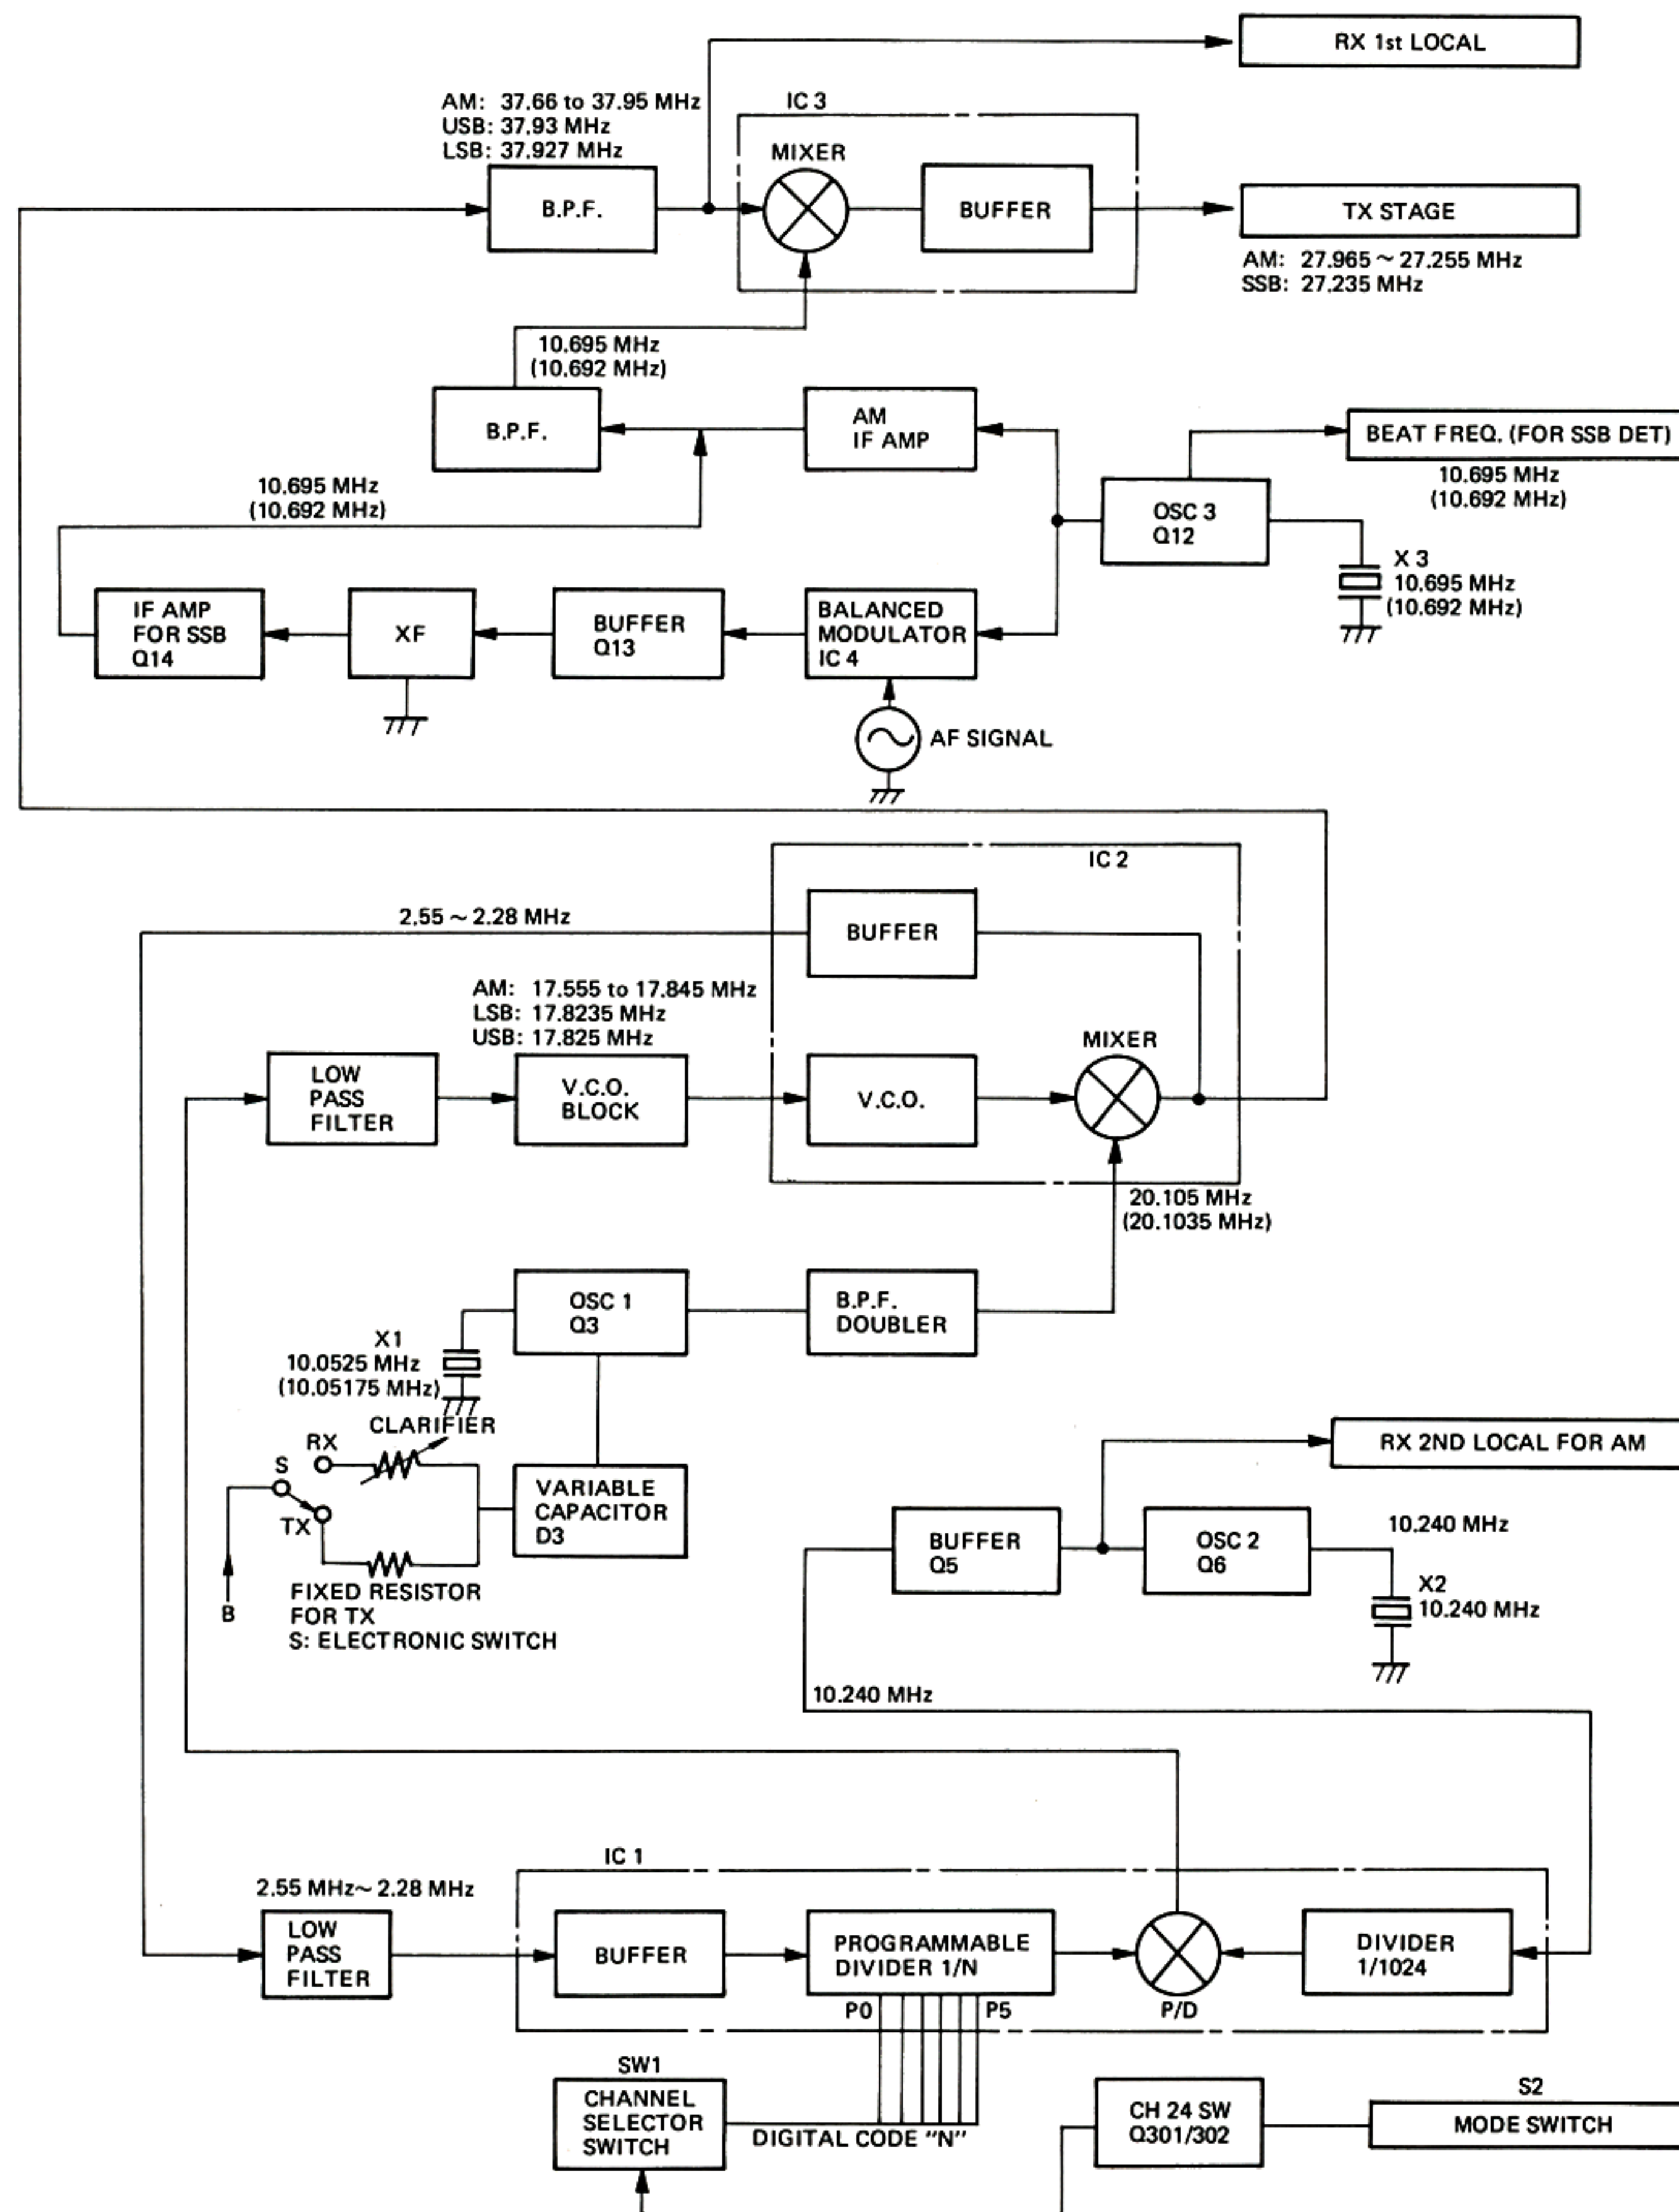 RX 1st LOCAL
AM: 37.66 to 37.95 MHz
USB: 37.93 MHz
LSB: 37.927 MHz
IC 3
MIXER
B.P.F.
BUFFER
TX STAGE
AM: 27.965 ~ 27.255 MHz
SSB: 27.235 MHz
10.695 MHz
(10.692 MHz)
B.P.F.
AM
IF AMP
BEAT FREQ. (FOR SSB DET)
10.695 MHz
(10.692 MHz)
10.695 MHz
(10.692 MHz)
OSC 3
Q12
X 3
10.695 MHz
(10.692 MHz)
IF AMP
FOR SSB
Q14
XF
BUFFER
Q13
BALANCED
MODULATOR
IC 4
AF SIGNAL
IC 2
2.55 ~ 2.28 MHz
BUFFER
AM: 17.555 to 17.845 MHz
LSB: 17.8235 MHz
USB: 17.825 MHz
MIXER
LOW
PASS
FILTER
V.C.O.
BLOCK
V.C.O.
20.105 MHz
(20.1035 MHz)
OSC 1
Q3
B.P.F.
DOUBLER
X1
10.0525 MHz
(10.05175 MHz)
CLARIFIER
RX
S
TX
B
VARIABLE
CAPACITOR
D3
FIXED RESISTOR
FOR TX
S: ELECTRONIC SWITCH
RX 2ND LOCAL FOR AM
BUFFER
Q5
OSC 2
Q6
10.240 MHz
X2
10.240 MHz
10.240 MHz
IC 1
2.55 MHz~ 2.28 MHz
LOW
PASS
FILTER
BUFFER
PROGRAMMABLE
DIVIDER 1/N
DIVIDER
1/1024
P0
P5
P/D
SW1
CHANNEL
SELECTOR
SWITCH
DIGITAL CODE "N"
CH 24 SW
Q301/302
S2
MODE SWITCH